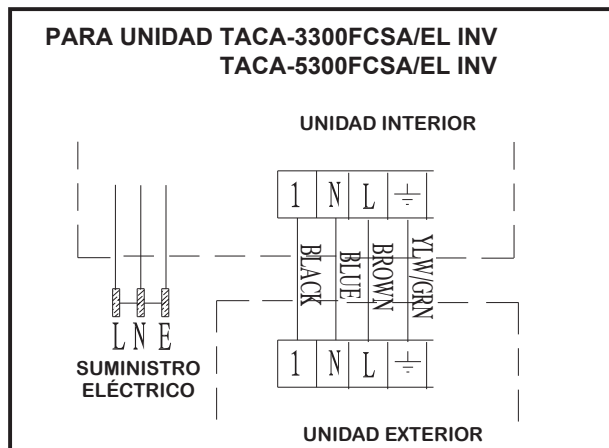 PARA UNIDAD TACA-3300FCSA/EL INV
TACA-5300FCSA/EL INV
UNIDAD INTERIOR
1 N L
BLACK
BLUE
BROWN
YLW/GRN
L N E
SUMINISTRO
ELÉCTRICO
1 N L
UNIDAD EXTERIOR